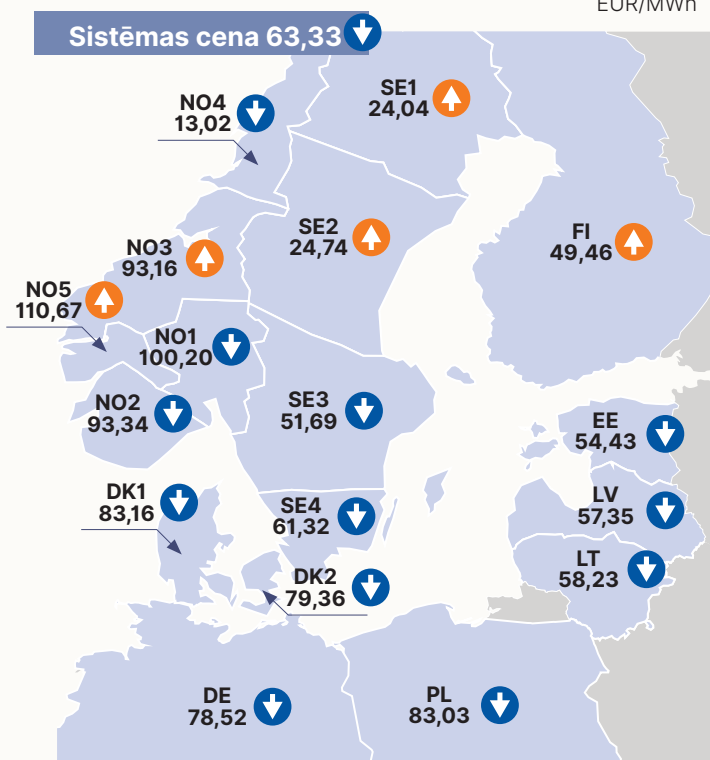 EUR/MWh
Sistēmas cena 63,33
SE1
24,04
NO4
13,02
SE2
24,74
FI
49,46
NO3
93,16
NO5
110,67
NO1
100,20
NO2
93,34
SE3
51,69
EE
54,43
DK1
83,16
SE4
61,32
LV
57,35
LT
58,23
DK2
79,36
DE
78,52
PL
83,03